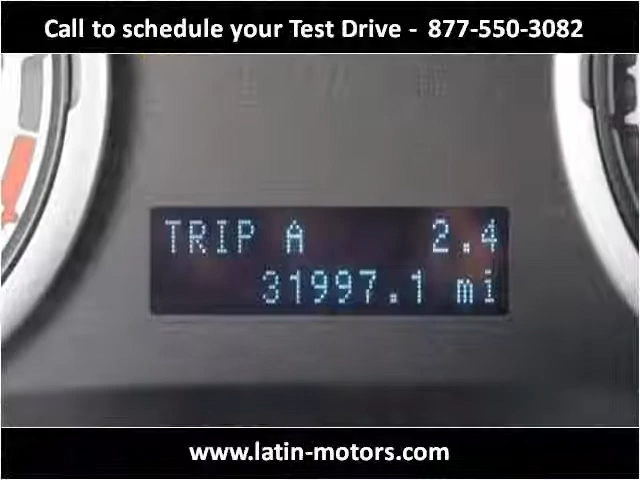 Call to schedule your Test Drive - 877-550-3082
TRIP A 2.4
31997.1 mi
www.latin-motors.com